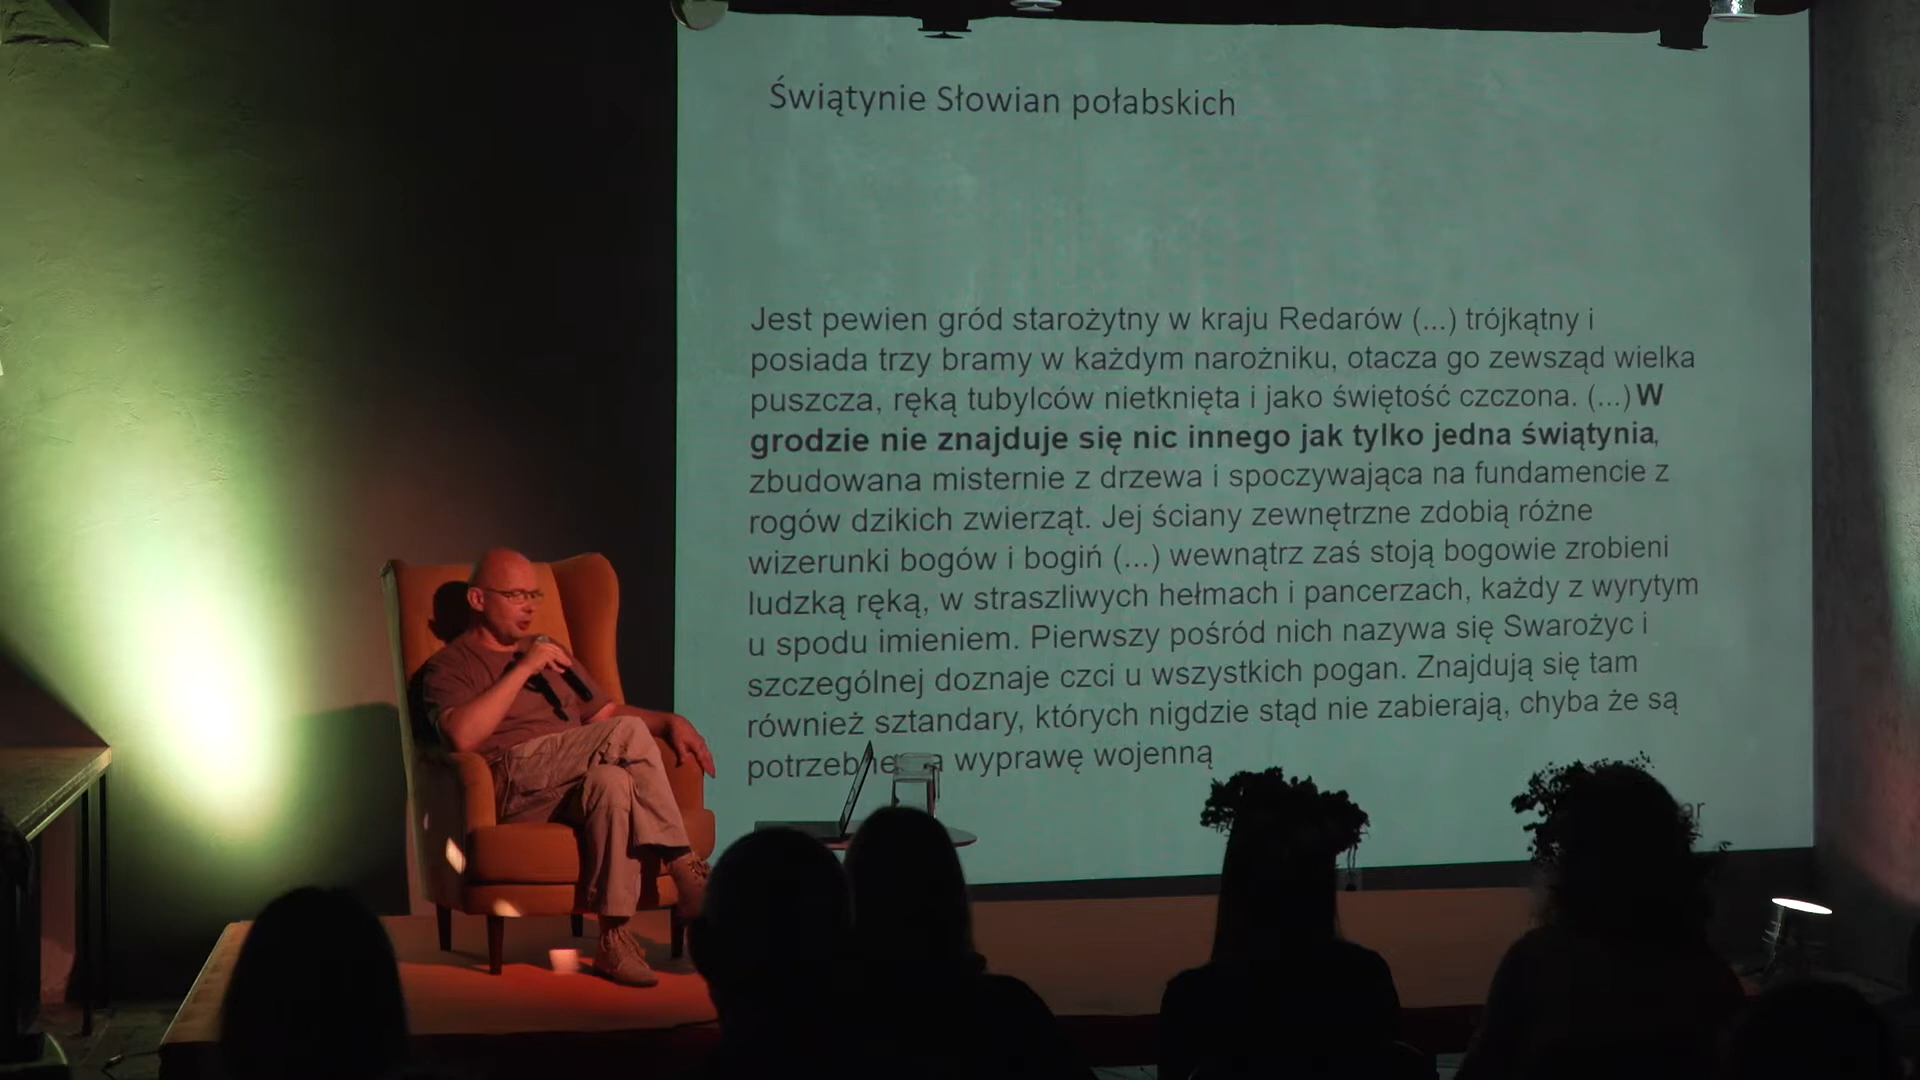 Świątynie Słowian połabskich
Jest pewien gród starożytny w kraju Redarów (...) trójkątny i
posiada trzy bramy w każdym narożniku, otacza go zewsząd wielka
puszcza, ręką tubylców nietknięta i jako świętość czczona. (...) W
grodzie nie znajduje się nic innego jak tylko jedna świątynia,
zbudowana misternie z drzewa i spoczywająca na fundamencie z
rogów dzikich zwierząt. Jej ściany zewnętrzne zdobią różne
wizerunki bogów i bogiń (...) wewnątrz zaś stoją bogowie zrobieni
ludzką ręką, w straszliwych hełmach i pancerzach, każdy z wyrytym
u spodu imieniem. Pierwszy pośród nich nazywa się Swarożyc i
szczególnej doznaje czci u wszystkich pogan. Znajdują się tam
również sztandary, których nigdzie stąd nie zabierają, chyba że są
wyprawę wojenną